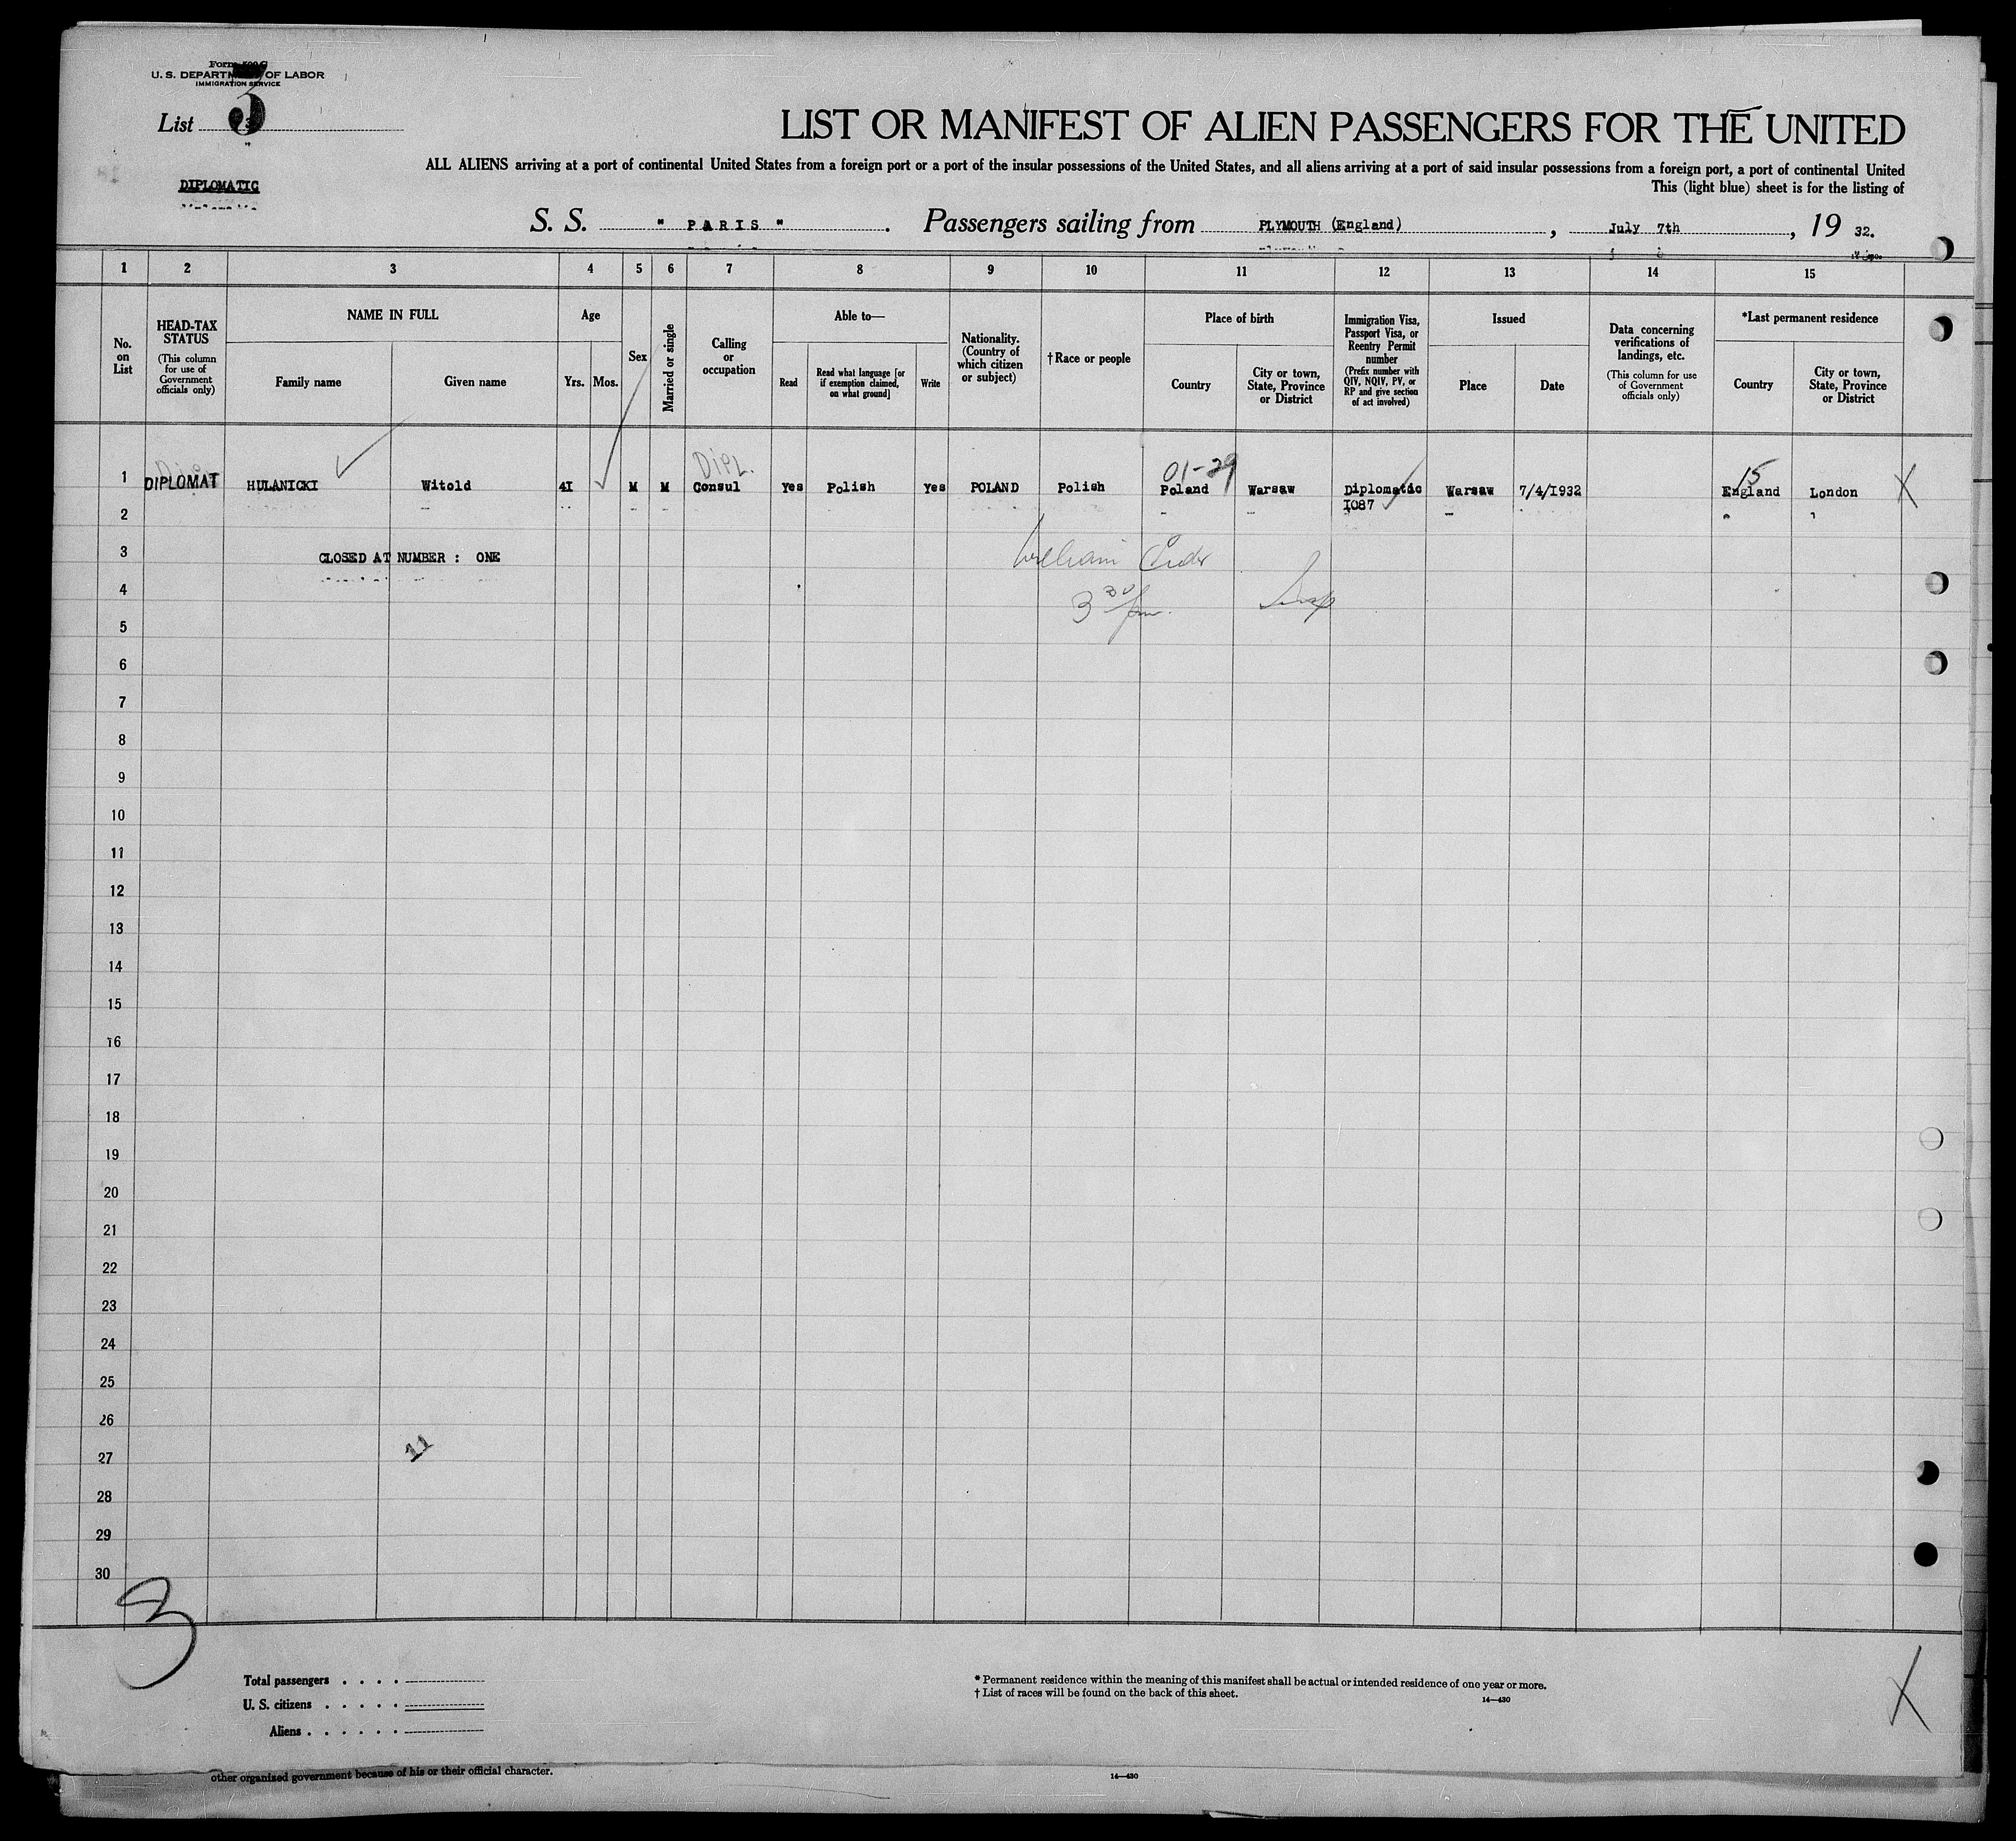 Form 500 G
U. S. DEPARTMENT OF LABOR
IMMIGRATION SERVICE
List 3
DIPLOMATIC
LIST OR MANIFEST OF ALIEN PASSENGERS FOR THE UNITED
ALL ALIENS arriving at a port of continental United States from a foreign port or a port of the insular possessions of the United States, and all aliens arriving at a port of said insular possessions from a foreign port, a port of continental United
This (light blue) sheet is for the listing of
S. S. " PARIS " . Passengers sailing from PLYMOUTH (England) , July 7th , 19 32.
1 2 3 4 5 6 7 8 9 10 11 12 13 14 15
No. on List
HEAD-TAX STATUS
(This column for use of Government officials only)
NAME IN FULL
Family name
Given name
Age
Yrs.
Mos.
Sex
Married or single
Calling or occupation
Able to—
Read
Read what language [or if exemption claimed, on what ground]
Write
Nationality. (Country of which citizen or subject)
†Race or people
Place of birth
Country
City or town, State, Province or District
Immigration Visa, Passport Visa, or Reentry Permit number
(Prefix number with QIV, NQIV, PV, or RP and give section of act involved)
Issued
Place
Date
Data concerning verifications of landings, etc.
(This column for use of Government officials only)
*Last permanent residence
Country
City or town, State, Province or District
DIPL. 01-29 15
1 DIPLOMAT HULANICKI Witold 4I M M Consul Yes Polish Yes POLAND Polish Poland Warsaw Diplomatic Warsaw 7/4/I932 England London X
I087
2
3 CLOSED AT NUMBER : ONE William
4 3 30 pm. Insp
5
6
7
8
9
10
11
12
13
14
15
16
17
18
19
20
21
22
23
24
25
26
27 11
28
29
30
3
Total passengers . . . .
U. S. citizens . . . . .
Aliens . . . . . .
* Permanent residence within the meaning of this manifest shall be actual or intended residence of one year or more.
† List of races will be found on the back of this sheet.
14—430
X
other organized government because of his or their official character.
14—430